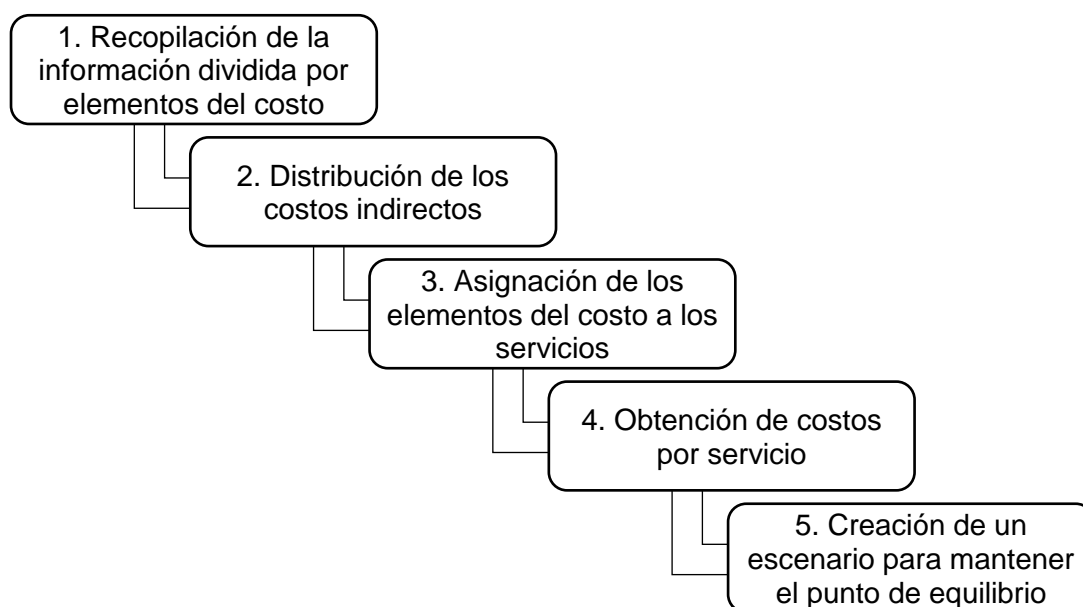 1. Recopilación de la
información dividida por
elementos del costo
2. Distribución de los
costos indirectos
3. Asignación de los
elementos del costo a los
servicios
4. Obtención de costos
por servicio
5. Creación de un
escenario para mantener
el punto de equilibrio